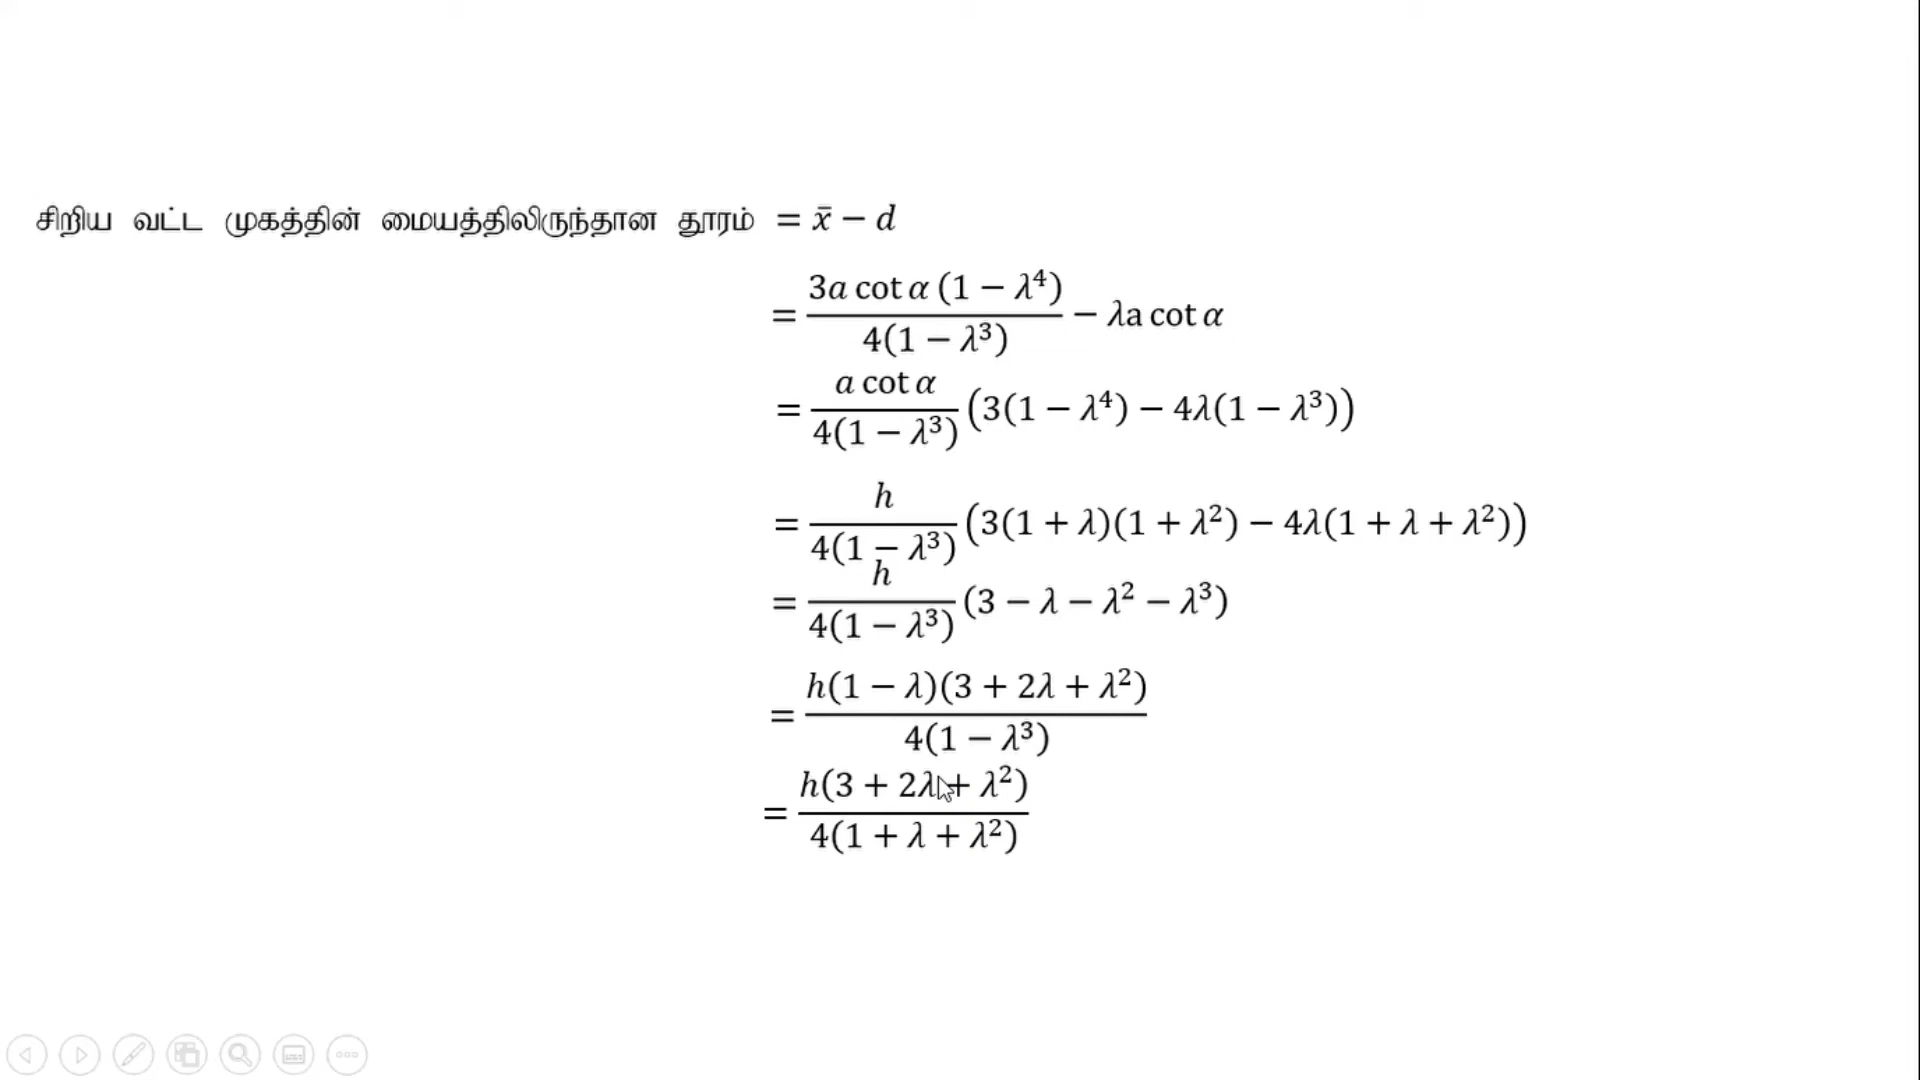 சிறிய வட்ட முகத்தின் மையத்திலிருந்தான தூரம் = x̄ − d
= 3a cot α (1 − λ⁴) / 4(1 − λ³) − λa cot α
= a cot α / 4(1 − λ³) (3(1 − λ⁴) − 4λ(1 − λ³))
= h / 4(1 − λ³) (3(1 + λ)(1 + λ²) − 4λ(1 + λ + λ²))
= h / 4(1 − λ³) (3 − λ − λ² − λ³)
= h(1 − λ)(3 + 2λ + λ²) / 4(1 − λ³)
= h(3 + 2λ + λ²) / 4(1 + λ + λ²)